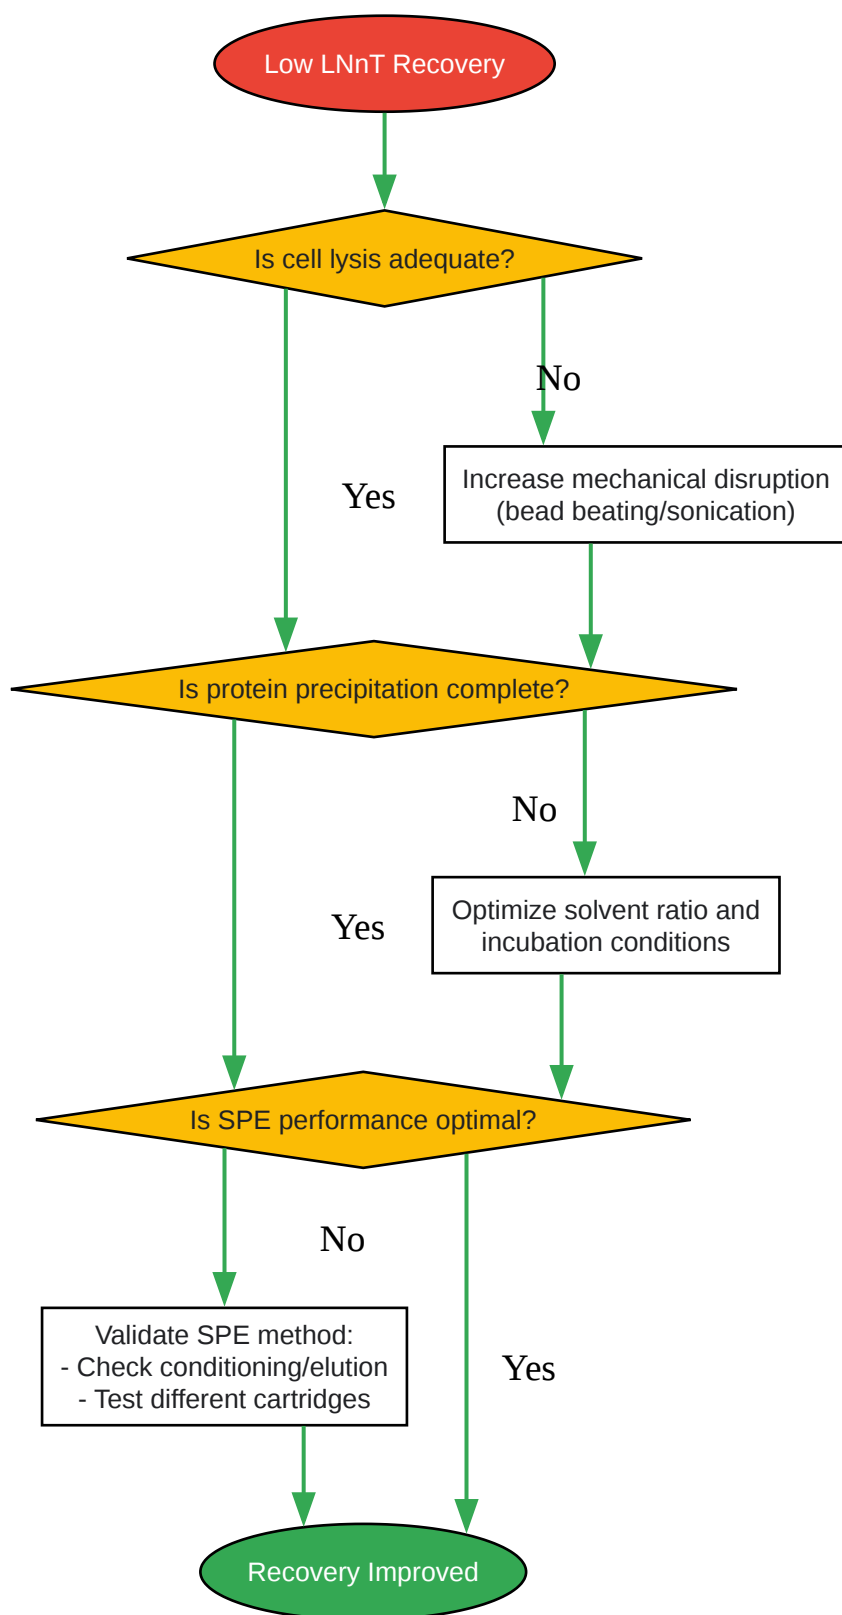 Low LNnT Recovery
Is cell lysis adequate?
No
Increase mechanical disruption
(bead beating/sonication)
Yes
Is protein precipitation complete?
No
Optimize solvent ratio and
incubation conditions
Yes
Is SPE performance optimal?
No
Validate SPE method:
- Check conditioning/elution
- Test different cartridges
Yes
Recovery Improved